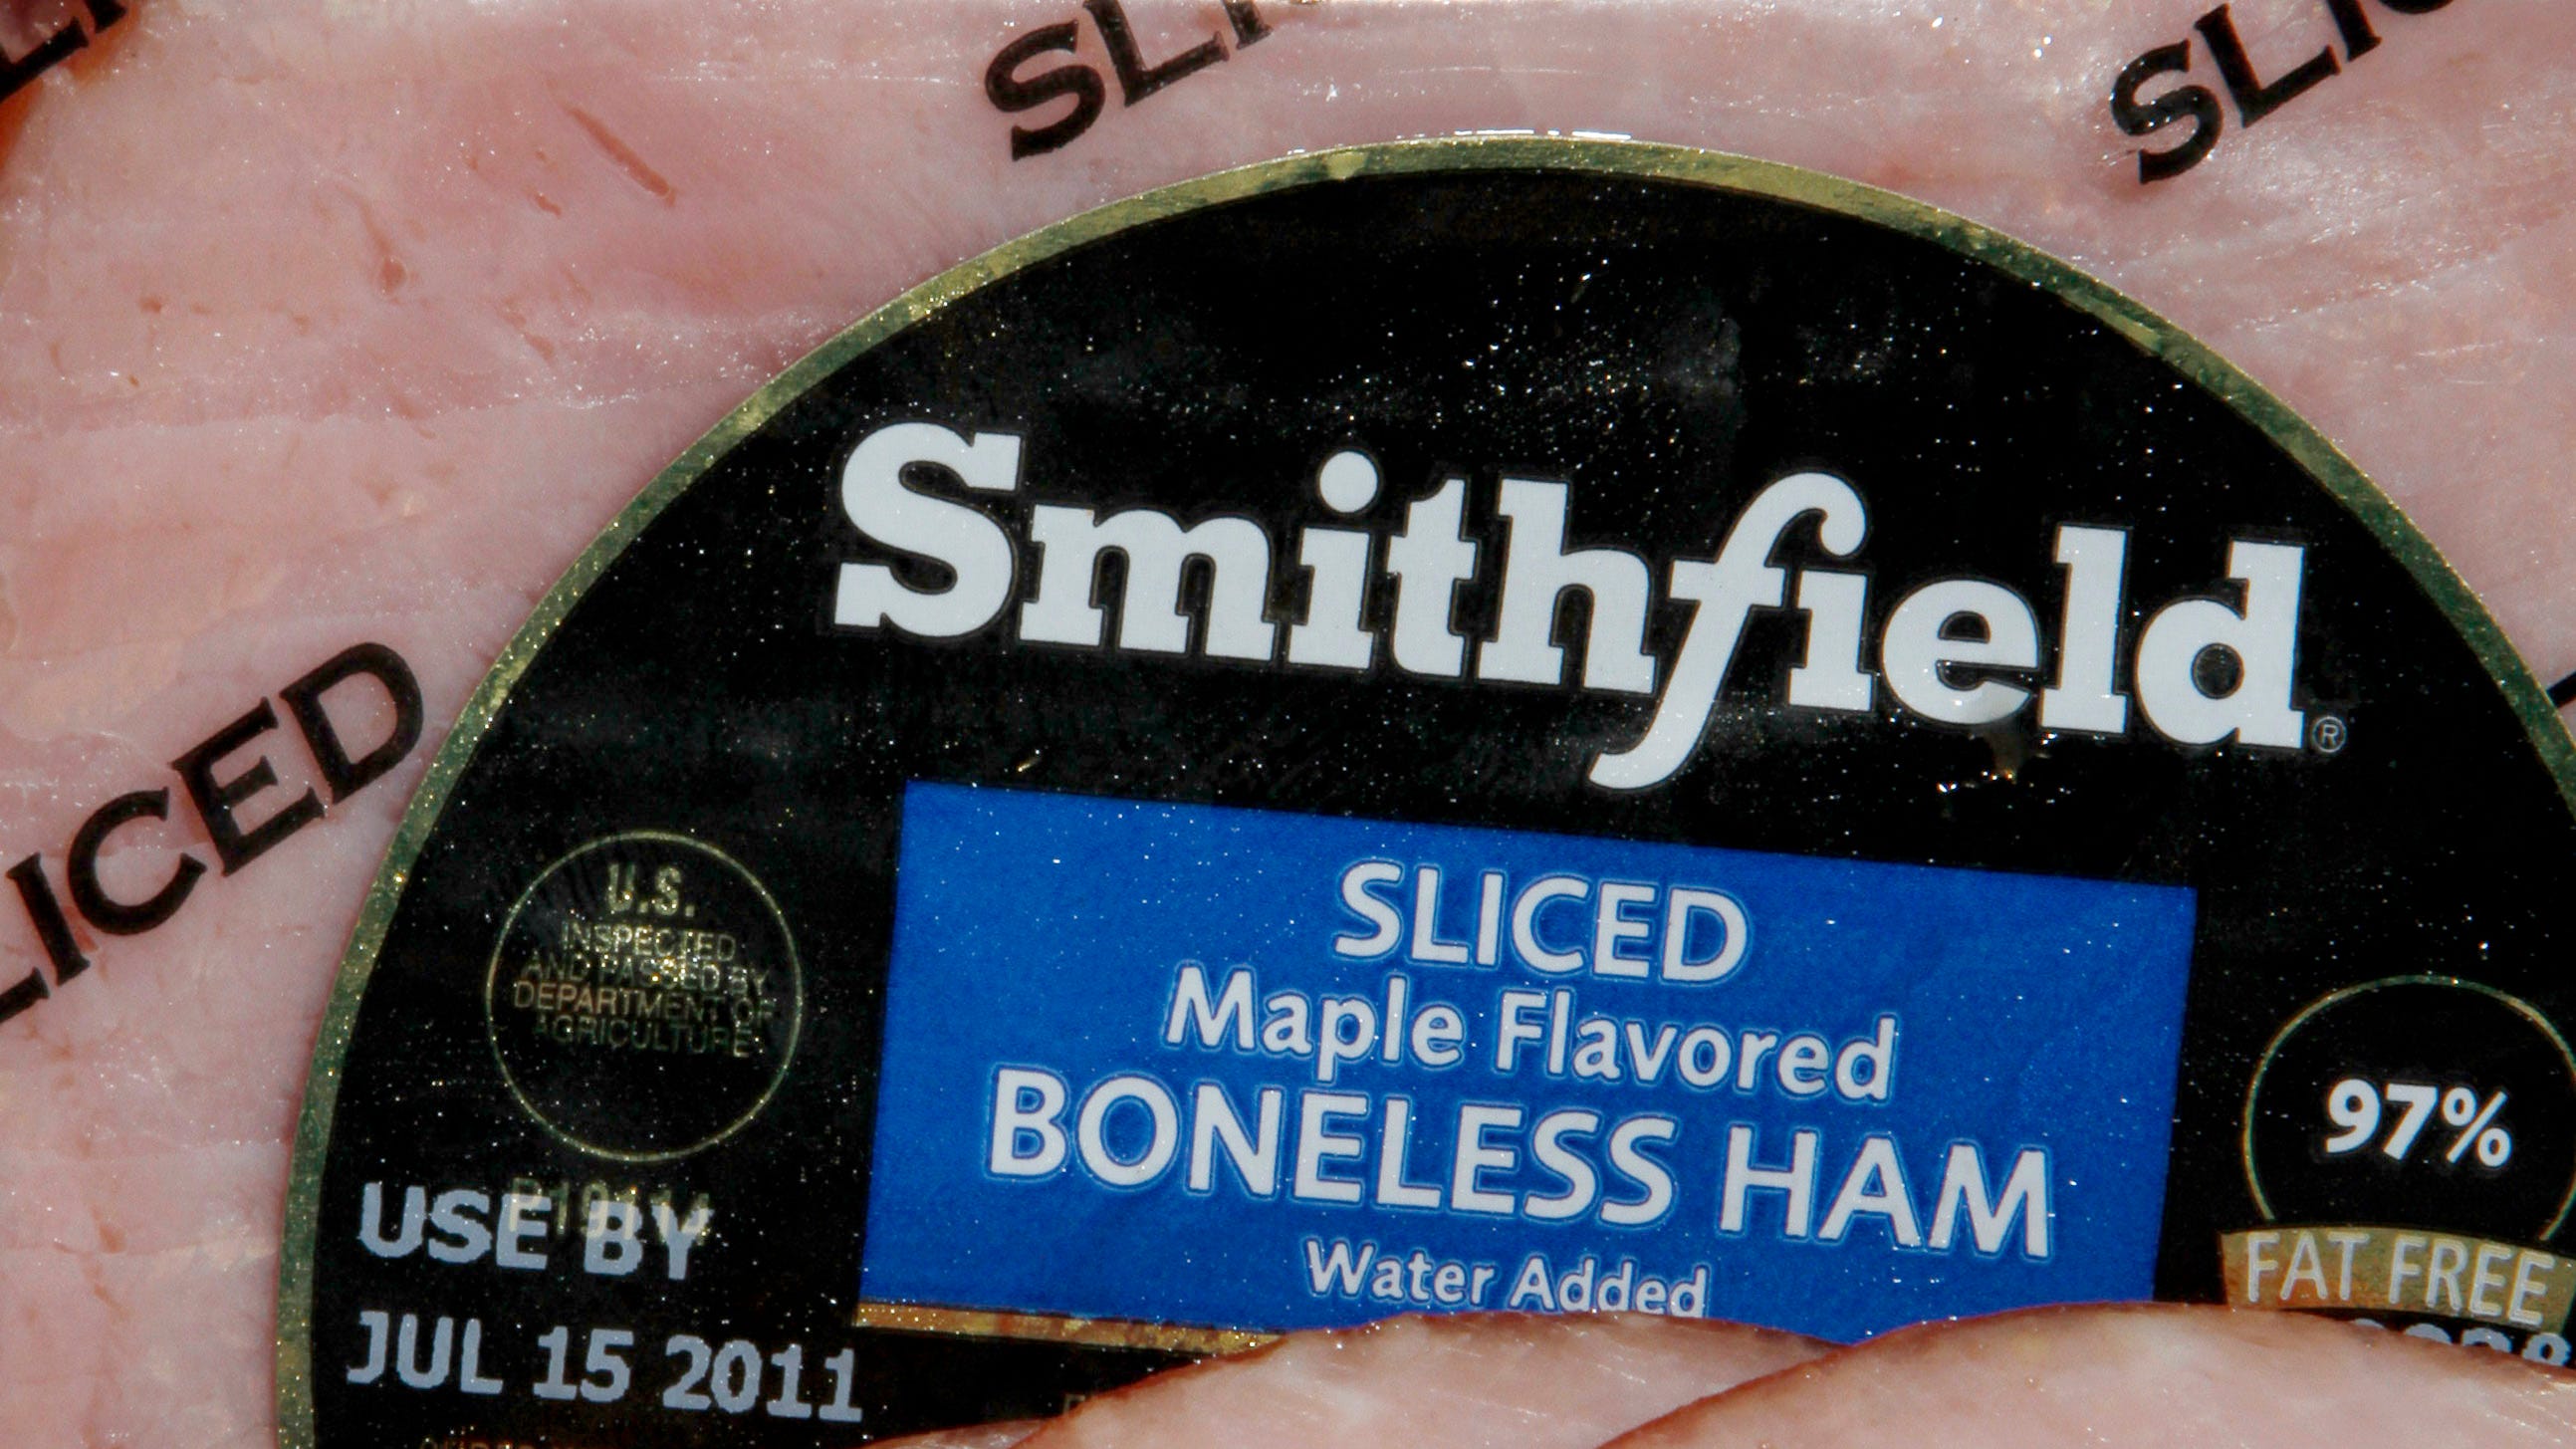 SLI
SLIC
Smithfield®
SLICED
SLICED
Maple Flavored
BONELESS HAM
Water Added
U.S.
INSPECTED
AND PASSED BY
DEPARTMENT OF
AGRICULTURE
97%
FAT FREE
USE BY
JUL 15 2011